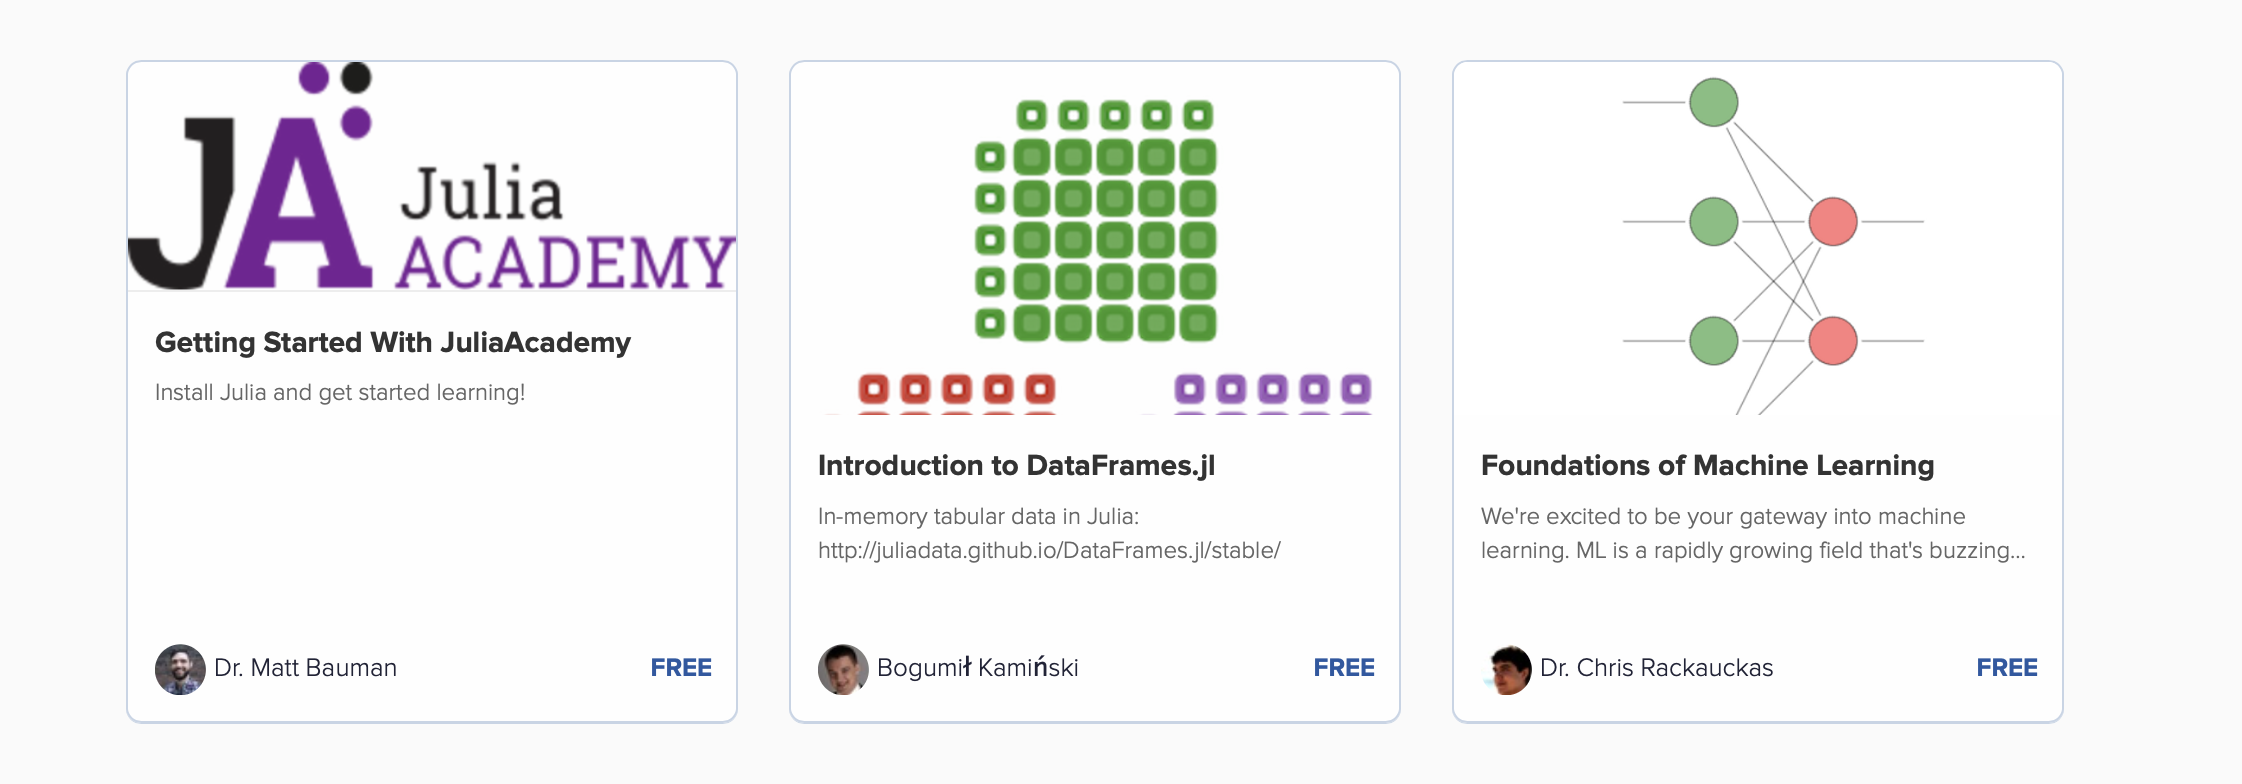 JA Julia
ACADEMY
Getting Started With JuliaAcademy
Install Julia and get started learning!
Dr. Matt Bauman
FREE
Introduction to DataFrames.jl
In-memory tabular data in Julia:
http://juliadata.github.io/DataFrames.jl/stable/
Bogumił Kamiński
FREE
Foundations of Machine Learning
We're excited to be your gateway into machine
learning. ML is a rapidly growing field that's buzzing...
Dr. Chris Rackauckas
FREE